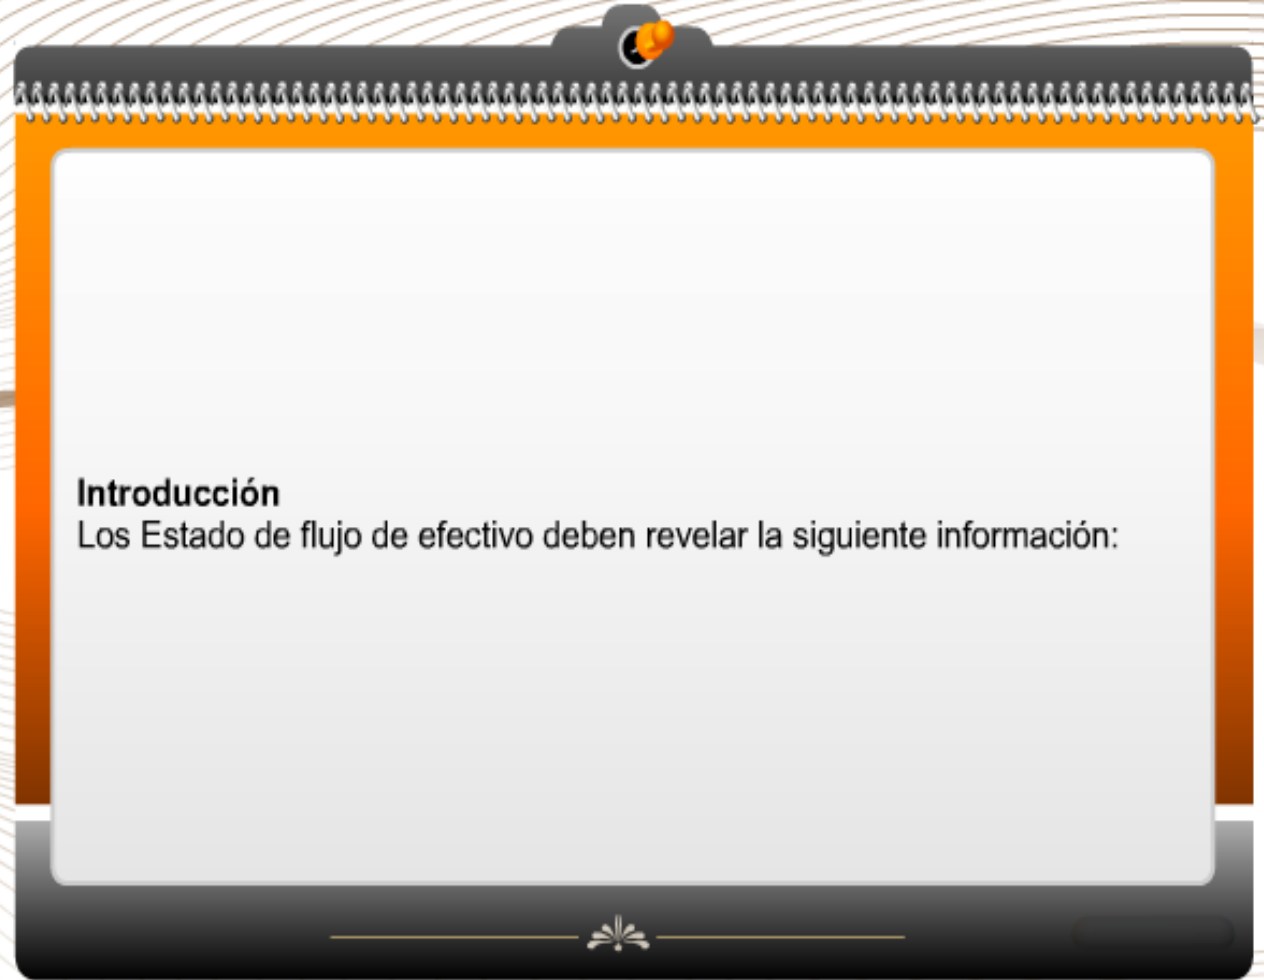 Introducción
Los Estado de flujo de efectivo deben revelar la siguiente información: